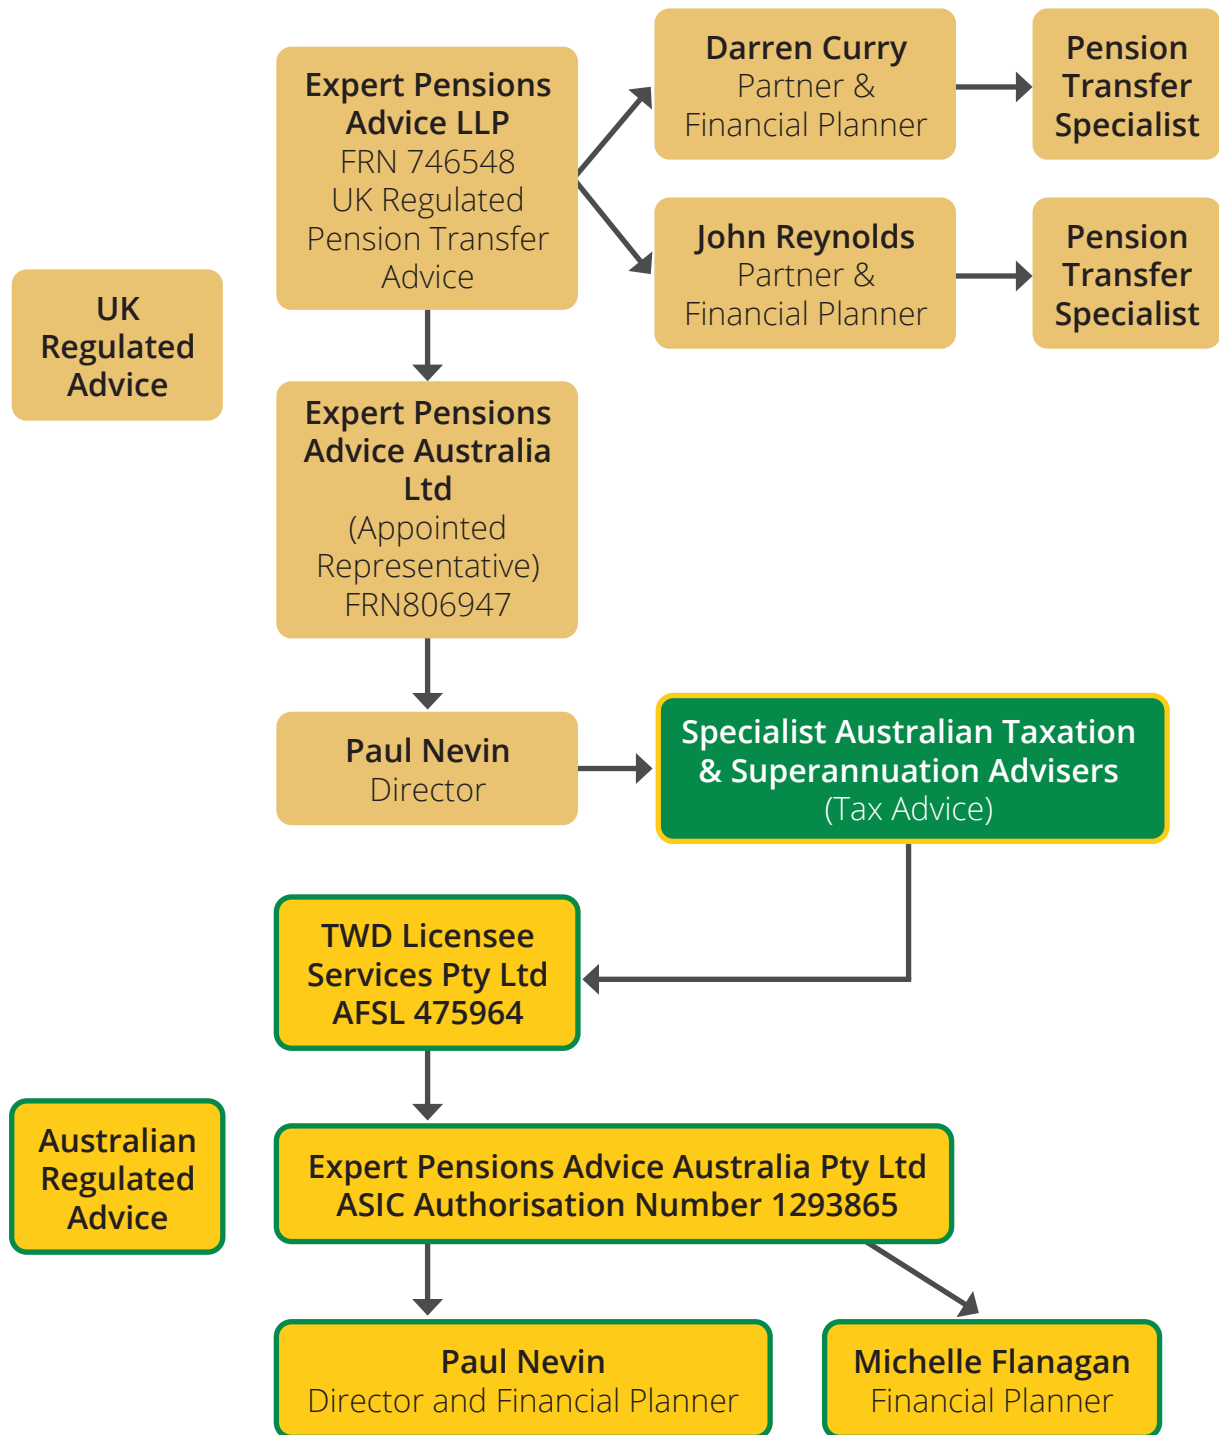 Expert Pensions
Advice LLP
FRN 746548
UK Regulated
Pension Transfer
Advice
Darren Curry
Partner &
Financial Planner
Pension
Transfer
Specialist
John Reynolds
Partner &
Financial Planner
Pension
Transfer
Specialist
UK
Regulated
Advice
Expert Pensions
Advice Australia
Ltd
(Appointed
Representative)
FRN806947
Paul Nevin
Director
Specialist Australian Taxation
& Superannuation Advisers
(Tax Advice)
TWD Licensee
Services Pty Ltd
AFSL 475964
Australian
Regulated
Advice
Expert Pensions Advice Australia Pty Ltd
ASIC Authorisation Number 1293865
Paul Nevin
Director and Financial Planner
Michelle Flanagan
Financial Planner